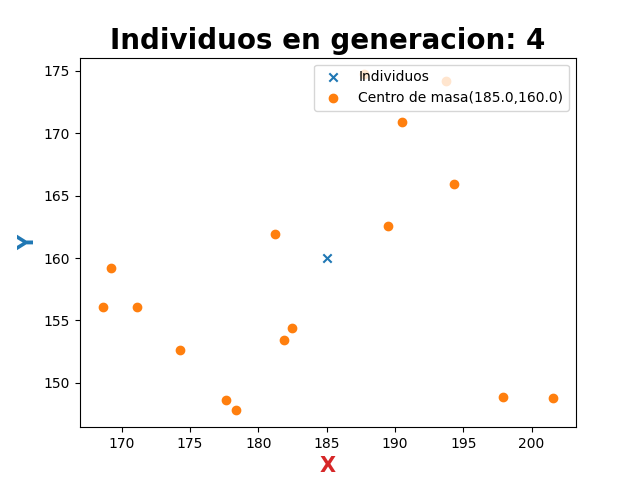 Individuos en generacion: 4
Individuos
Centro de masa(185.0,160.0)
175
170
165
160
155
150
Y
170 175 180 185 190 195 200
X